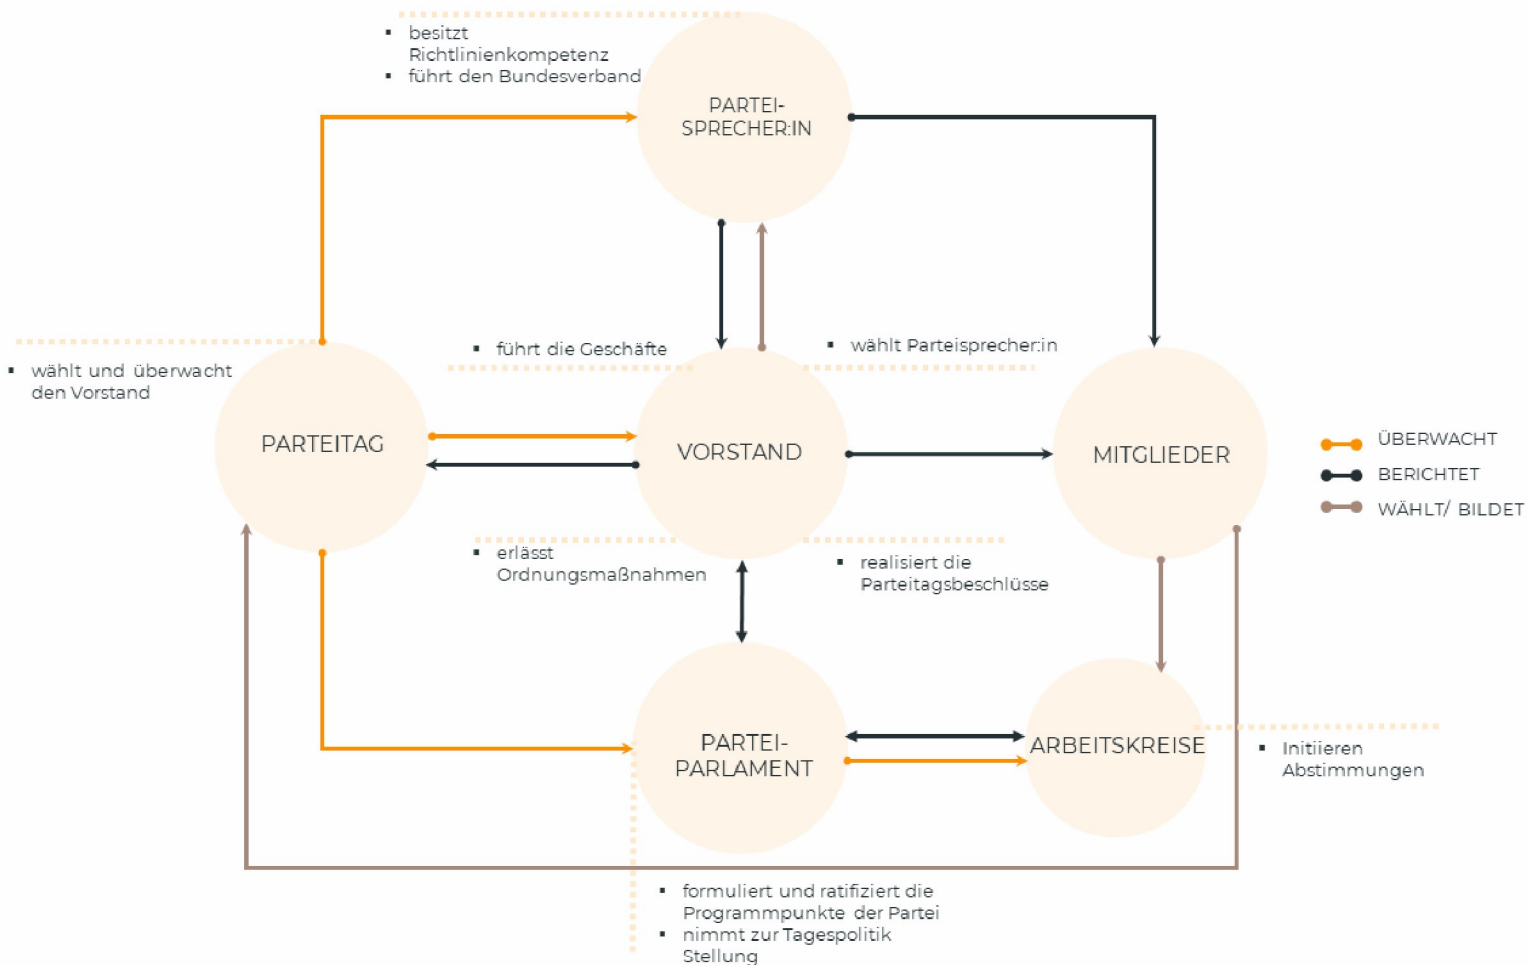 ▪ besitzt
Richtlinienkompetenz
▪ führt den Bundesverband
PARTEI-
SPRECHER:IN
▪ führt die Geschäfte
▪ wählt Parteisprecher:in
▪ wählt und überwacht
den Vorstand
PARTEITAG
VORSTAND
MITGLIEDER
ÜBERWACHT
BERICHTET
WÄHLT/ BILDET
▪ erlässt
Ordnungsmaßnahmen
▪ realisiert die
Parteitagsbeschlüsse
PARTEI-
PARLAMENT
ARBEITSKREISE
▪ Initiieren
Abstimmungen
▪ formuliert und ratifiziert die
Programmpunkte der Partei
▪ nimmt zur Tagespolitik
Stellung